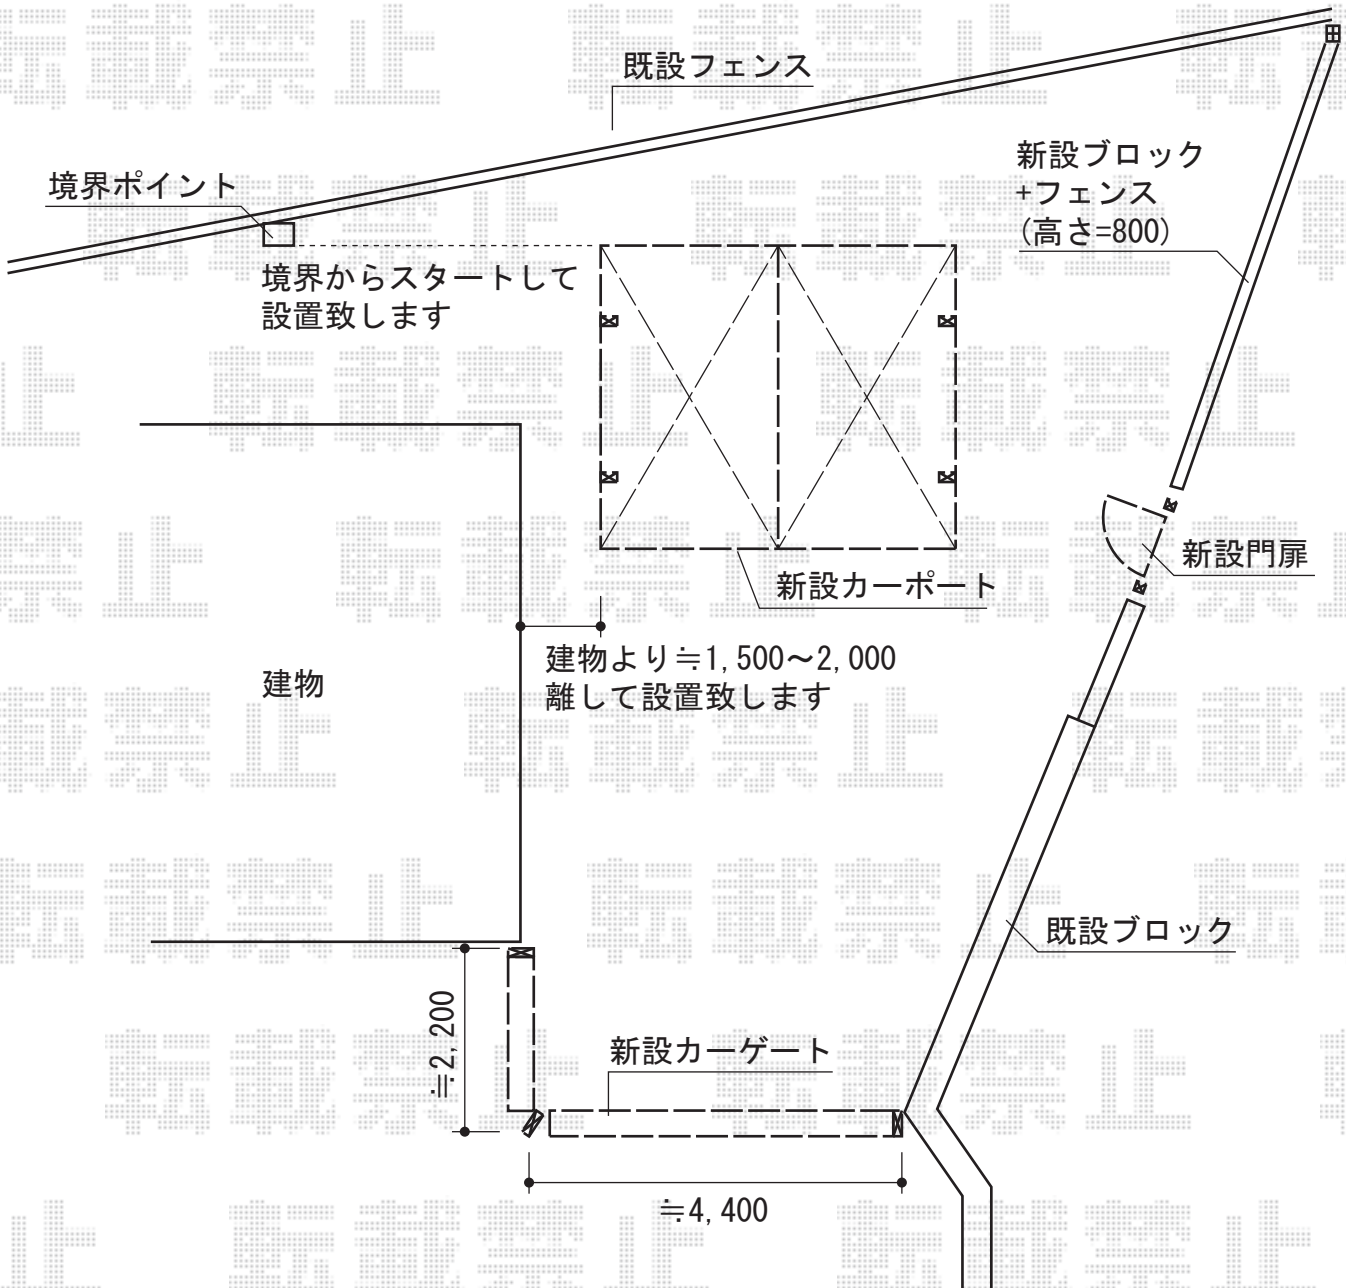 既設フェンス
境界ポイント
新設ブロック
+フェンス
(高さ=800)
境界からスタートして
設置致します
新設門扉
新設カーポート
建物より≒1,500～2,000
離して設置致します
建物
既設ブロック
≒2,200
新設カーゲート
≒4,400
転載禁止